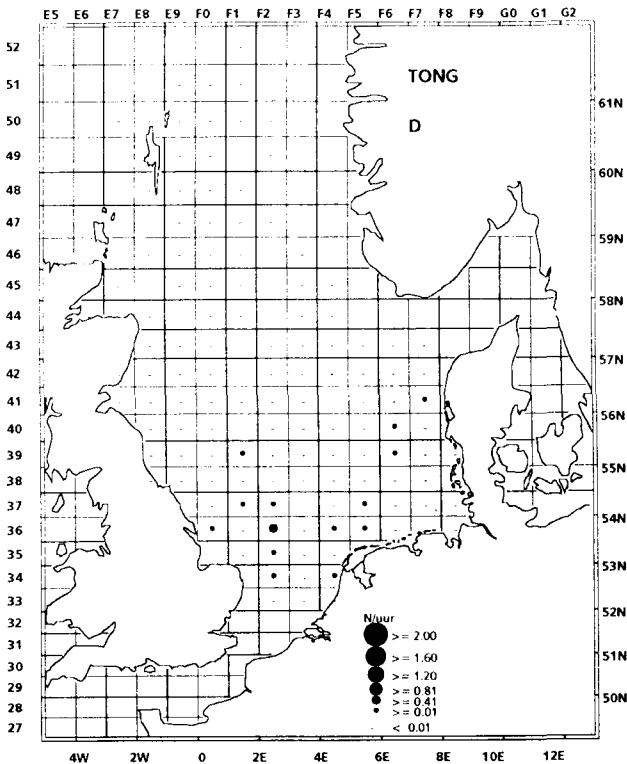 E5 E6 E7 E8 E9 F0 F1 F2 F3 F4 F5 F6 F7 F8 F9 G0 G1 G2
52
51
50
49
48
47
46
45
44
43
42
41
40
39
38
37
36
35
34
33
32
31
30
29
28
27
TONG
D
61N
60N
59N
58N
57N
56N
55N
54N
53N
52N
51N
50N
N/uur
>= 2.00
>= 1.60
>= 1.20
>= 0.81
>= 0.41
>= 0.01
< 0.01
4W 2W 0 2E 4E 6E 8E 10E 12E